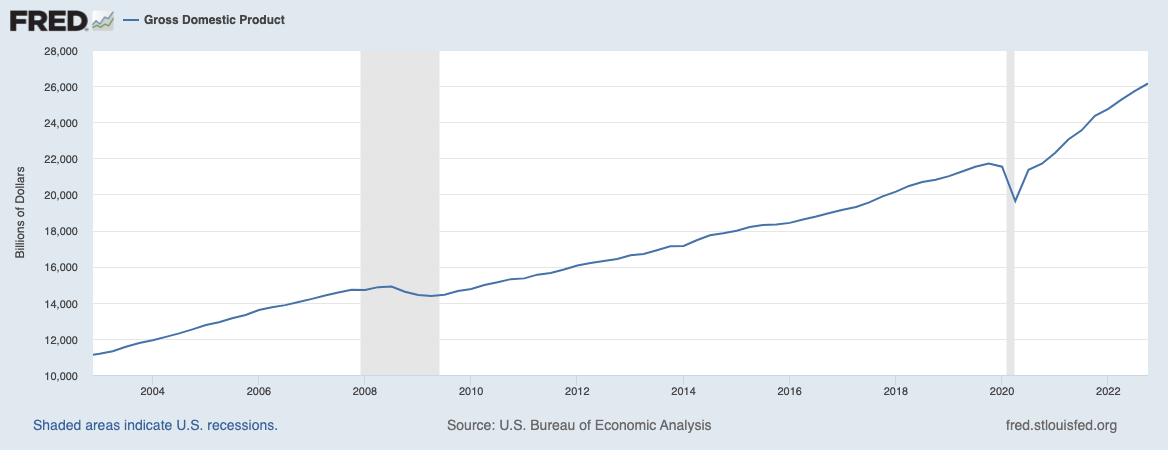 FRED Gross Domestic Product
28,000
26,000
24,000
22,000
20,000
18,000
16,000
14,000
12,000
10,000
Billions of Dollars
2004 2006 2008 2010 2012 2014 2016 2018 2020 2022
Shaded areas indicate U.S. recessions. Source: U.S. Bureau of Economic Analysis fred.stlouisfed.org